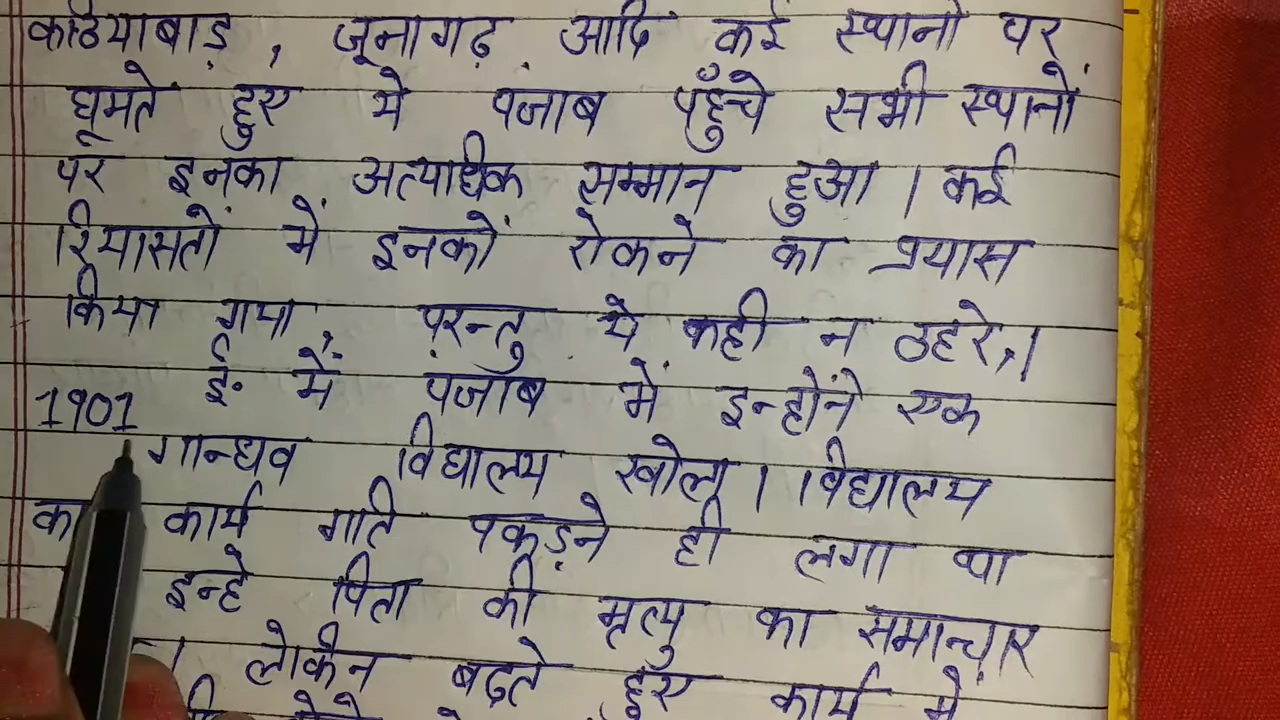 काठियाबाड़, जूनागढ़ आदि कई स्थानो पर
घूमते हुए ये पंजाब पहुँचे सभी स्थानों
पर इनका अत्याधिक सम्मान हुआ। कई
रियासतों में इनकों रोकने का प्रयास
किया गया, परन्तु ये कही न ठहरे,।
1901 ई॰ में पंजाब में इन्होंने एक
गान्धव विद्यालय खोला। विद्यालय
का कार्य गति पकड़ने ही लगा था
इन्हे पिता की मृत्यु का समाचार
लेकिन बढ़ते हुए कार्य में